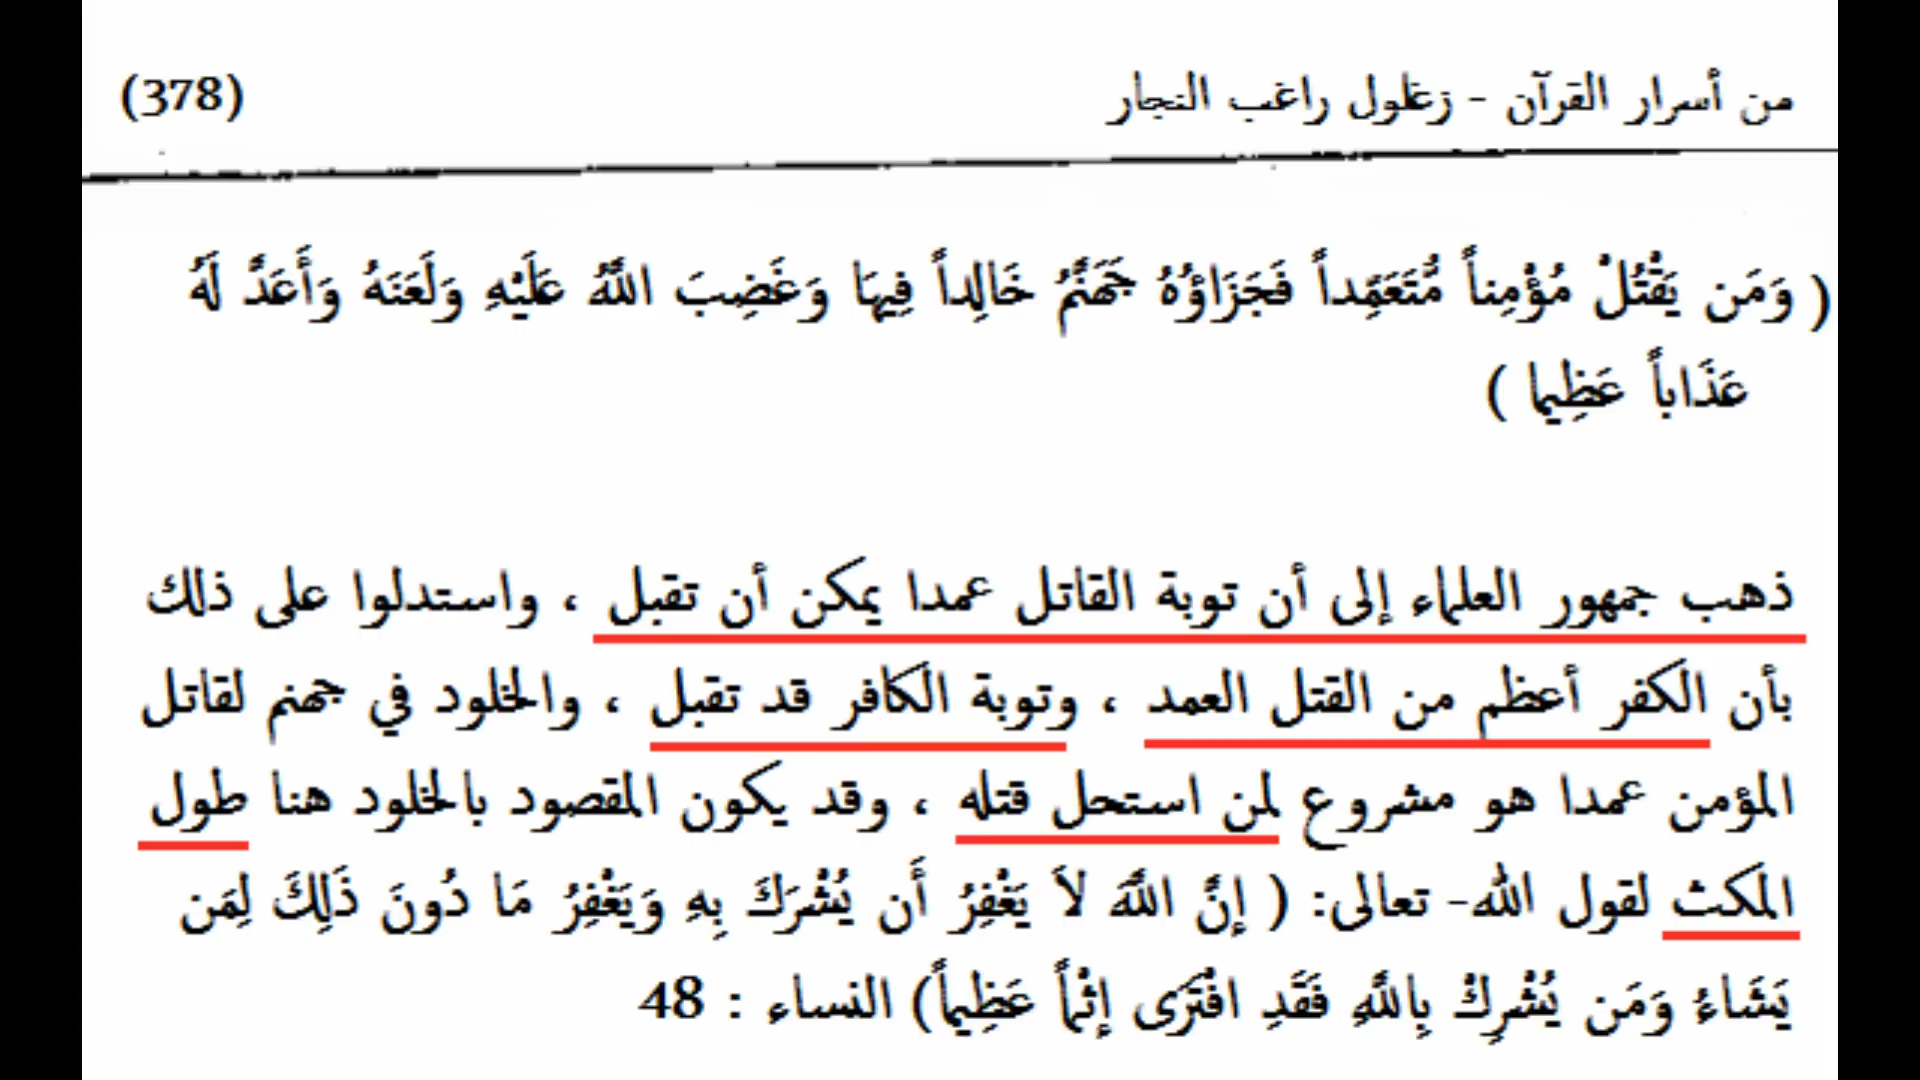 من أسرار القرآن - زغلول راغب النجار (378)
( وَمَن يَقْتُلْ مُؤْمِناً مُّتَعَمِّداً فَجَزَاؤُهُ جَهَنَّمُ خَالِداً فِيهَا وَغَضِبَ اللَّهُ عَلَيْهِ وَلَعَنَهُ وَأَعَدَّ لَهُ
عَذَاباً عَظِيما )
ذهب جمهور العلماء إلى أن توبة القاتل عمدا يمكن أن تقبل ، واستدلوا على ذلك
بأن الكفر أعظم من القتل العمد ، وتوبة الكافر قد تقبل ، والخلود في جهنم لقاتل
المؤمن عمدا هو مشروع لمن استحل قتله ، وقد يكون المقصود بالخلود هنا طول
المكث لقول الله- تعالى: ( إِنَّ اللَّهَ لاَ يَغْفِرُ أَن يُشْرَكَ بِهِ وَيَغْفِرُ مَا دُونَ ذَلِكَ لِمَن
يَشَاءُ وَمَن يُشْرِكْ بِاللَّهِ فَقَدِ افْتَرَى إِثْماً عَظِيماً) النساء : 48